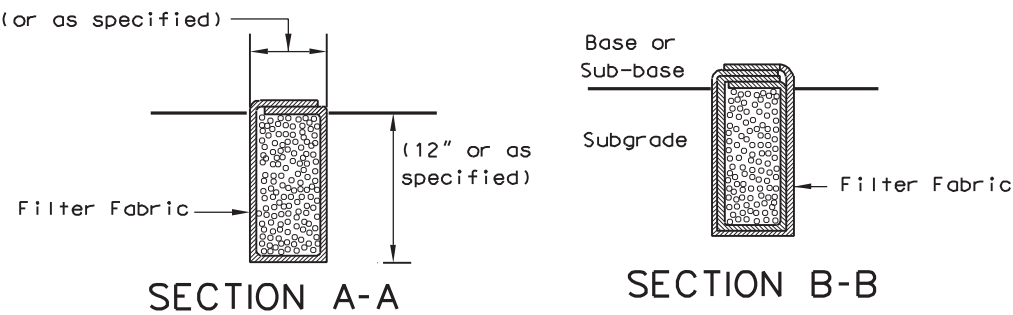 (or as specified)
(12" or as
specified)
Filter Fabric
SECTION A-A
Base or
Sub-base
Subgrade
Filter Fabric
SECTION B-B